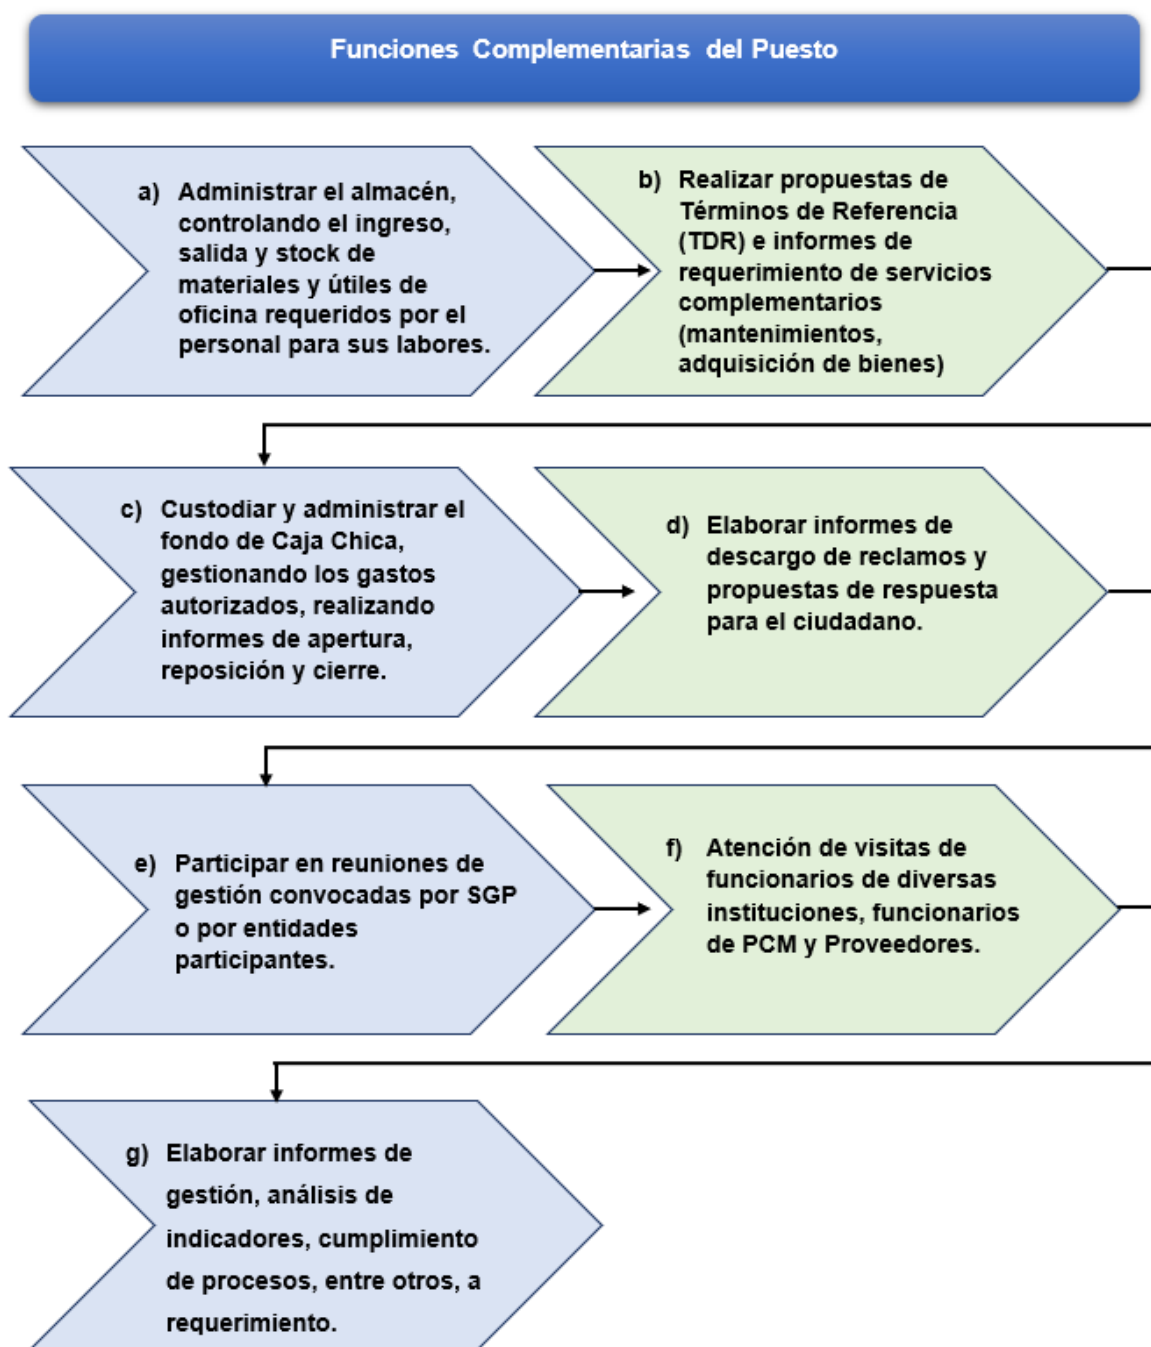 Funciones Complementarias del Puesto
a) Administrar el almacén,
controlando el ingreso,
salida y stock de
materiales y útiles de
oficina requeridos por el
personal para sus labores.
b) Realizar propuestas de
Términos de Referencia
(TDR) e informes de
requerimiento de servicios
complementarios
(mantenimientos,
adquisición de bienes)
c) Custodiar y administrar el
fondo de Caja Chica,
gestionando los gastos
autorizados, realizando
informes de apertura,
reposición y cierre.
d) Elaborar informes de
descargo de reclamos y
propuestas de respuesta
para el ciudadano.
e) Participar en reuniones de
gestión convocadas por SGP
o por entidades
participantes.
f) Atención de visitas de
funcionarios de diversas
instituciones, funcionarios
de PCM y Proveedores.
g) Elaborar informes de
gestión, análisis de
indicadores, cumplimiento
de procesos, entre otros, a
requerimiento.